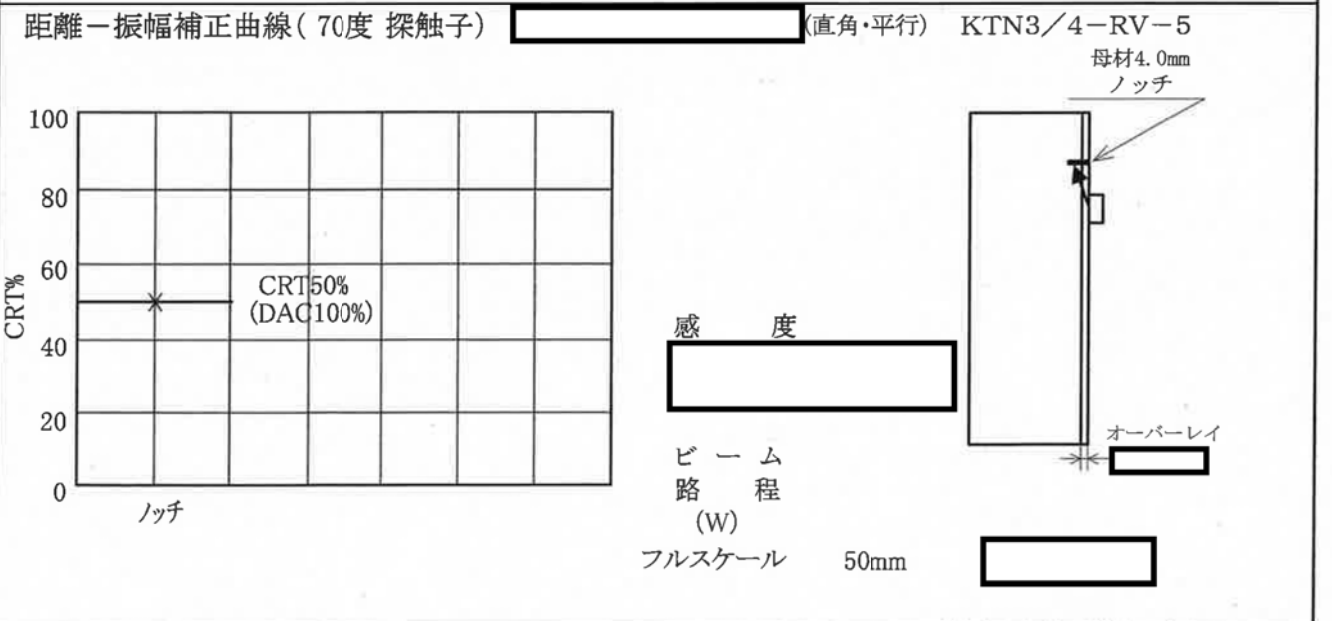 距離－振幅補正曲線( 70度 探触子) (直角・平行) KTN3／4－RV－5
母材4.0mm
ノッチ
100
80
60
40
20
0
CRT%
CRT50%
(DAC100%)
ノッチ
感 度
オーバーレイ
ビ ー ム
路 程
(W)
フルスケール 50mm